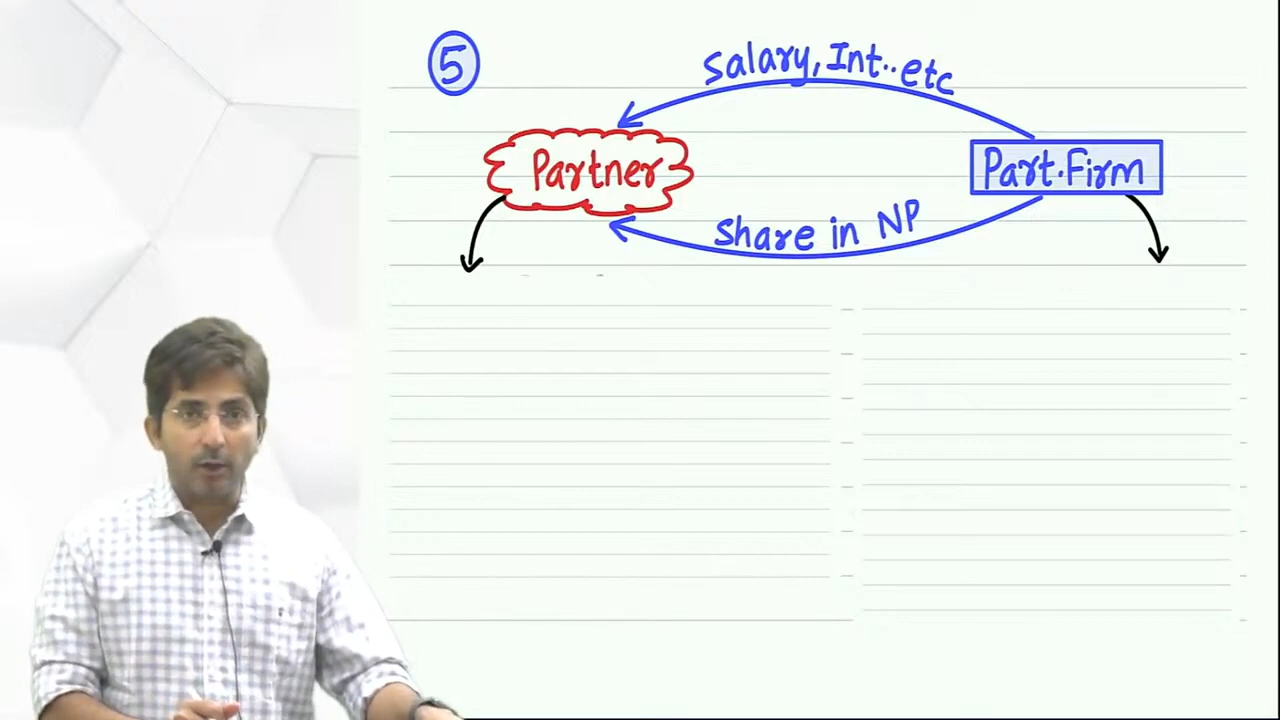 5
Salary, Int.. etc
Partner
Part.Firm
Share in NP